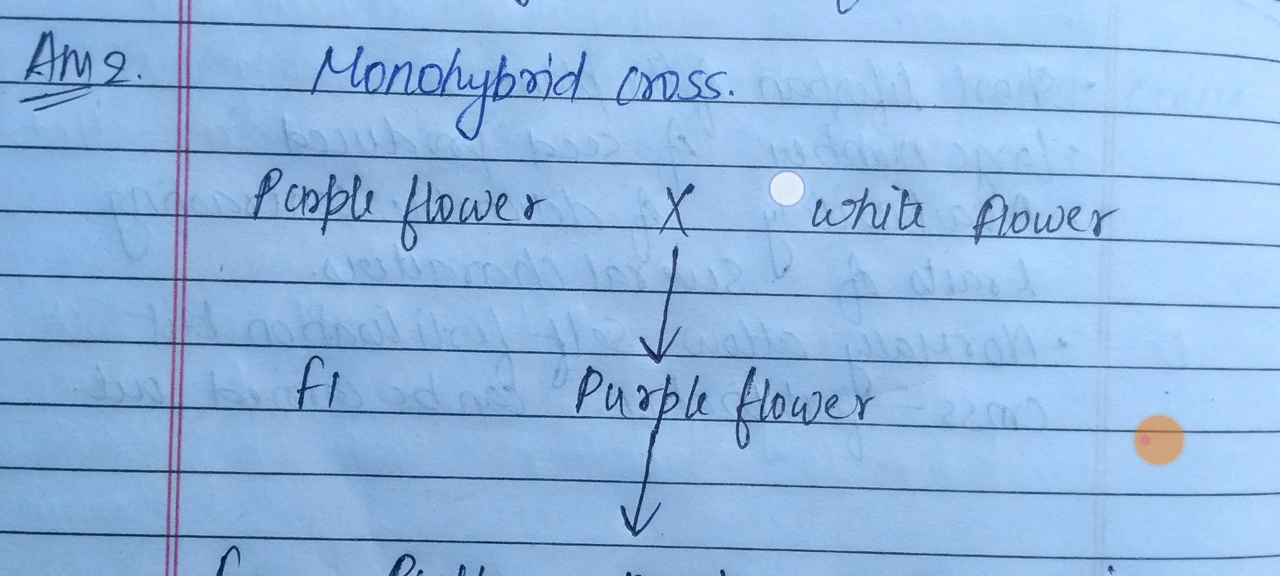 Ans 2. Monohybrid cross.
Purple flower X white flower
f1 Purple flower